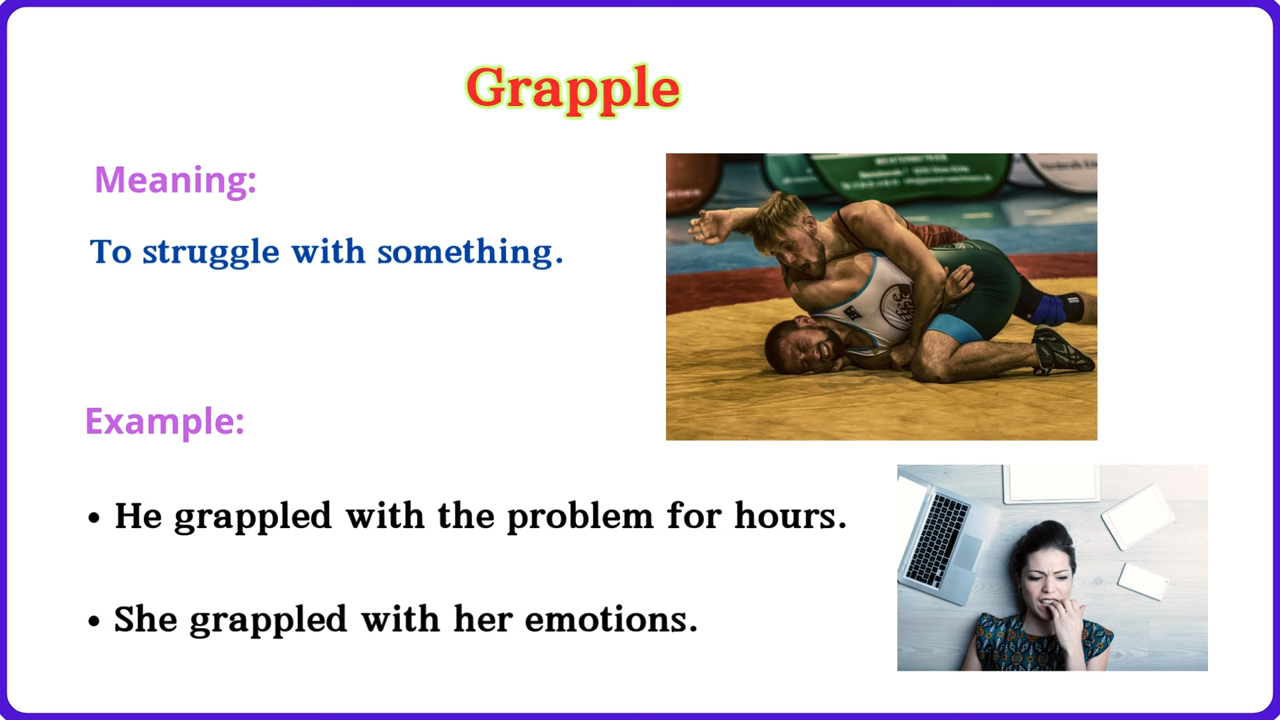 Grapple
Meaning:
To struggle with something.
Example:
• He grappled with the problem for hours.
• She grappled with her emotions.